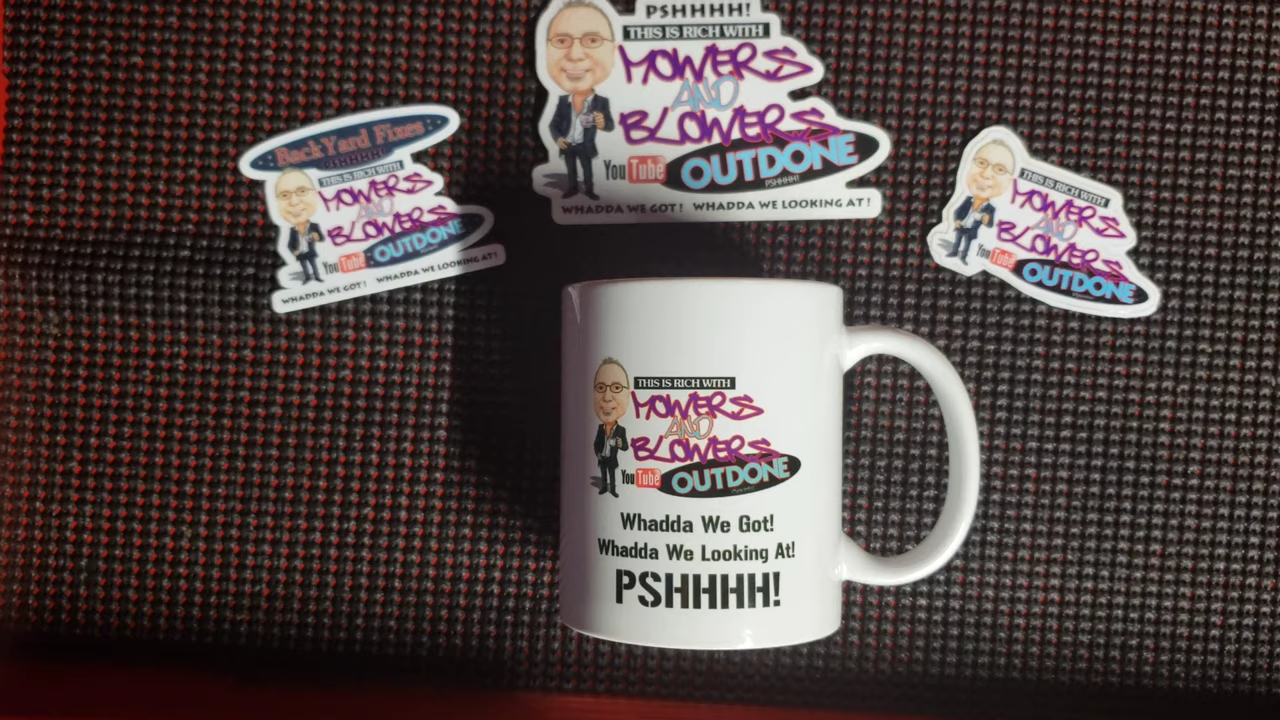 PSHHHH!
THIS IS RICH WITH
MOWERS
AND
BLOWERS
YouTube OUTDONE
PSHHHH!
WHADDA WE GOT! WHADDA WE LOOKING AT!
BackYard Fixes
PSHHHH!
THIS IS RICH WITH
MOWERS
AND
BLOWERS
YouTube OUTDONE
WHADDA WE GOT! WHADDA WE LOOKING AT!
THIS IS RICH WITH
MOWERS
AND
BLOWERS
YouTube OUTDONE
THIS IS RICH WITH
MOWERS
AND
BLOWERS
YouTube OUTDONE
Whadda We Got!
Whadda We Looking At!
PSHHHH!